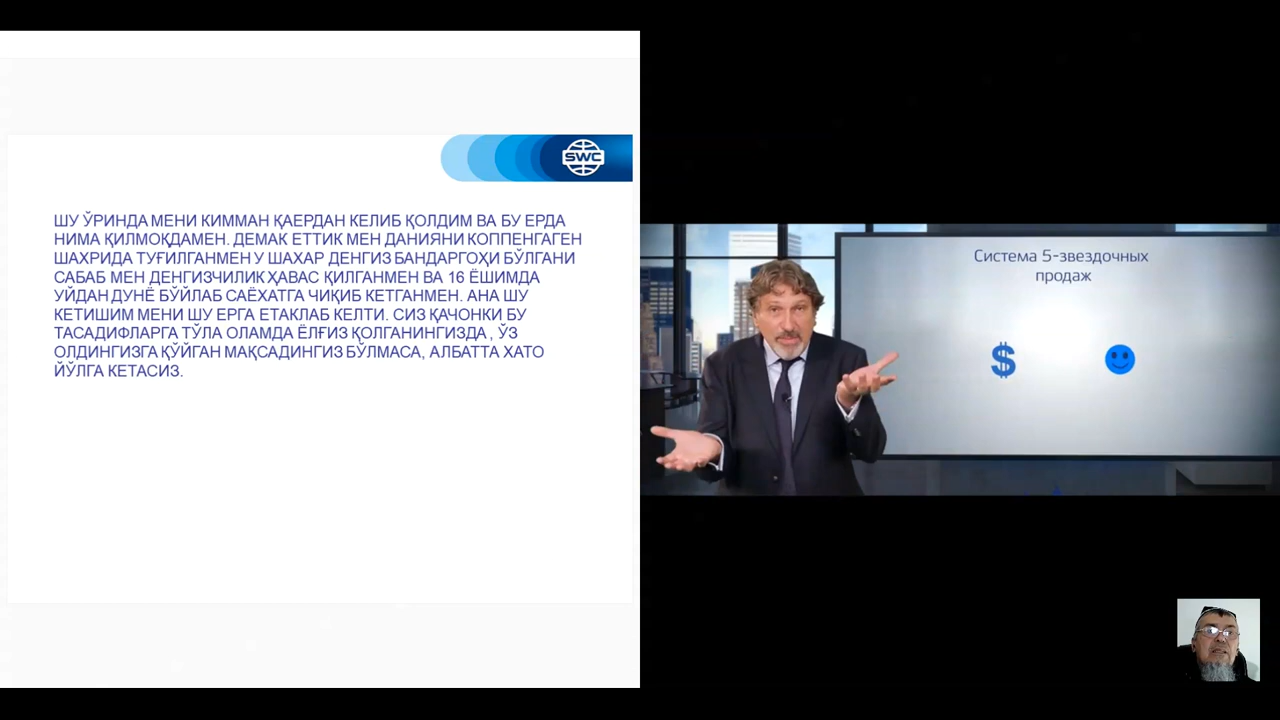 SWC
ШУ ЎРИНДА МЕНИ КИММАН ҚАЕРДАН КЕЛИБ ҚОЛДИМ ВА БУ ЕРДА
НИМА ҚИЛМОҚДАМЕН. ДЕМАК ЕТТИК МЕН ДАНИЯНИ КОППЕНГАГЕН
ШАХРИДА ТУҒИЛГАНМЕН У ШАХАР ДЕНГИЗ БАНДАРГОҲИ БЎЛГАНИ
САБАБ МЕН ДЕНГИЗЧИЛИК ҲАВАС ҚИЛГАНМЕН ВА 16 ЁШИМДА
УЙДАН ДУНЁ БЎЙЛАБ САЁХАТГА ЧИҚИБ КЕТГАНМЕН. АНА ШУ
КЕТИШИМ МЕНИ ШУ ЕРГА ЕТАКЛАБ КЕЛТИ. СИЗ ҚАЧОНКИ БУ
ТАСАДИФЛАРГА ТЎЛА ОЛАМДА ЁЛҒИЗ ҚОЛГАНИНГИЗДА , ЎЗ
ОЛДИНГИЗГА ҚЎЙГАН МАҚСАДИНГИЗ БЎЛМАСА, АЛБАТТА ХАТО
ЙЎЛГА КЕТАСИЗ.
Система 5-звездочных
продаж
$